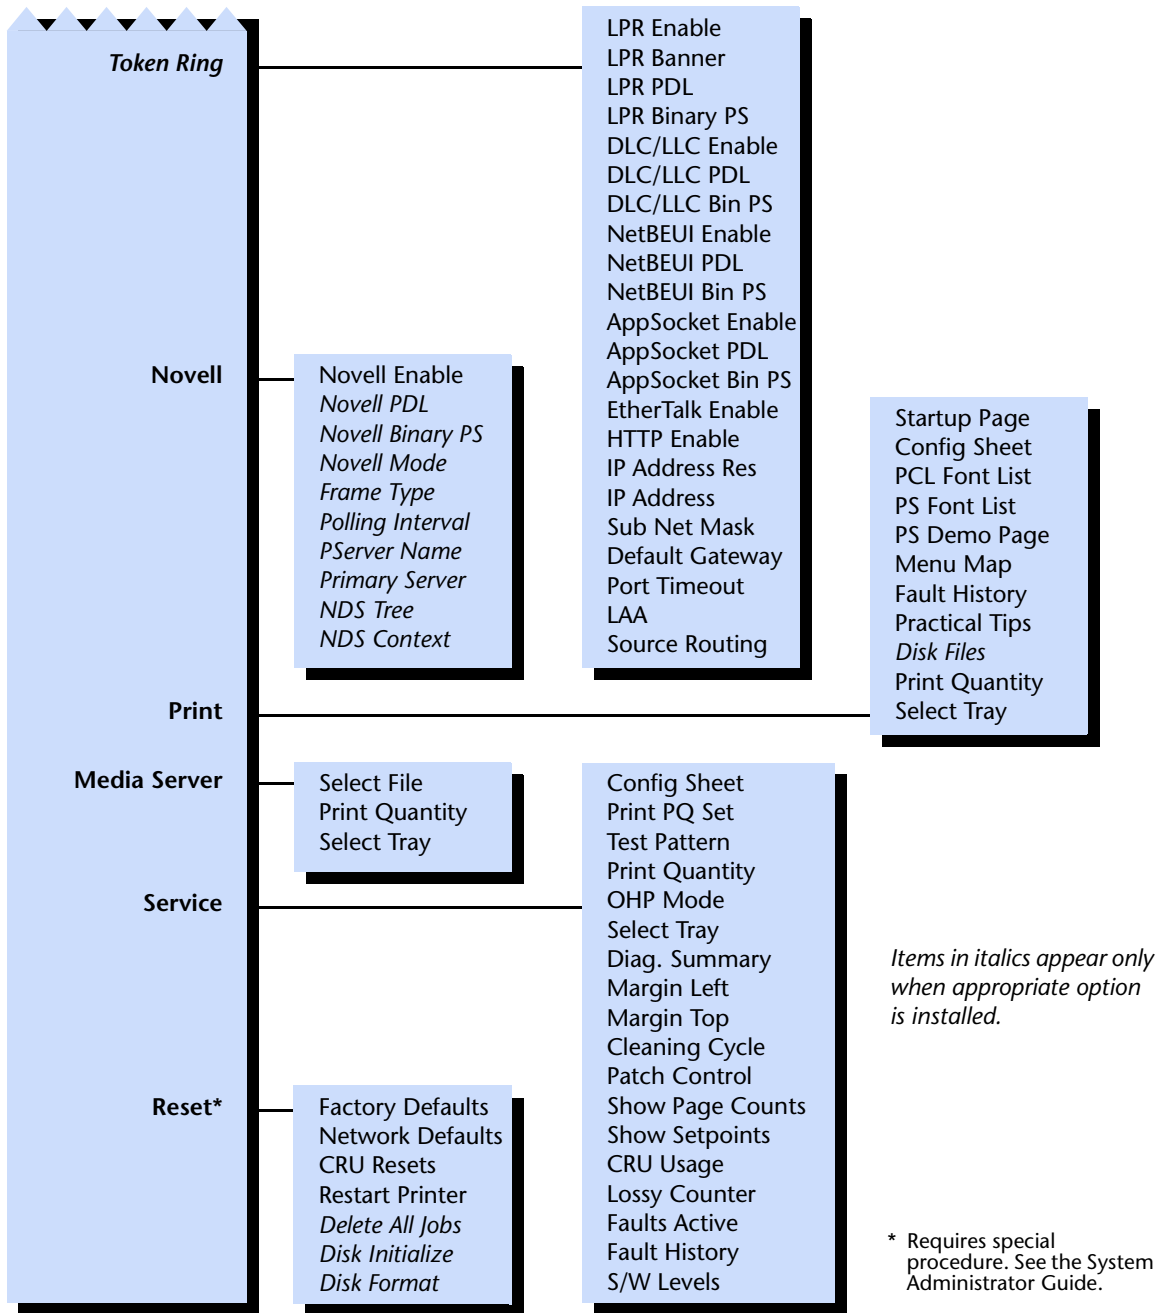 Token Ring
LPR Enable
LPR Banner
LPR PDL
LPR Binary PS
DLC/LLC Enable
DLC/LLC PDL
DLC/LLC Bin PS
NetBEUI Enable
NetBEUI PDL
NetBEUI Bin PS
AppSocket Enable
AppSocket PDL
AppSocket Bin PS
EtherTalk Enable
HTTP Enable
IP Address Res
IP Address
Sub Net Mask
Default Gateway
Port Timeout
LAA
Source Routing
Novell
Novell Enable
Novell PDL
Novell Binary PS
Novell Mode
Frame Type
Polling Interval
PServer Name
Primary Server
NDS Tree
NDS Context
Print
Startup Page
Config Sheet
PCL Font List
PS Font List
PS Demo Page
Menu Map
Fault History
Practical Tips
Disk Files
Print Quantity
Select Tray
Media Server
Select File
Print Quantity
Select Tray
Service
Config Sheet
Print PQ Set
Test Pattern
Print Quantity
OHP Mode
Select Tray
Diag. Summary
Margin Left
Margin Top
Cleaning Cycle
Patch Control
Show Page Counts
Show Setpoints
CRU Usage
Lossy Counter
Faults Active
Fault History
S/W Levels
Reset*
Factory Defaults
Network Defaults
CRU Resets
Restart Printer
Delete All Jobs
Disk Initialize
Disk Format
Items in italics appear only
when appropriate option
is installed.
* Requires special
procedure. See the System
Administrator Guide.